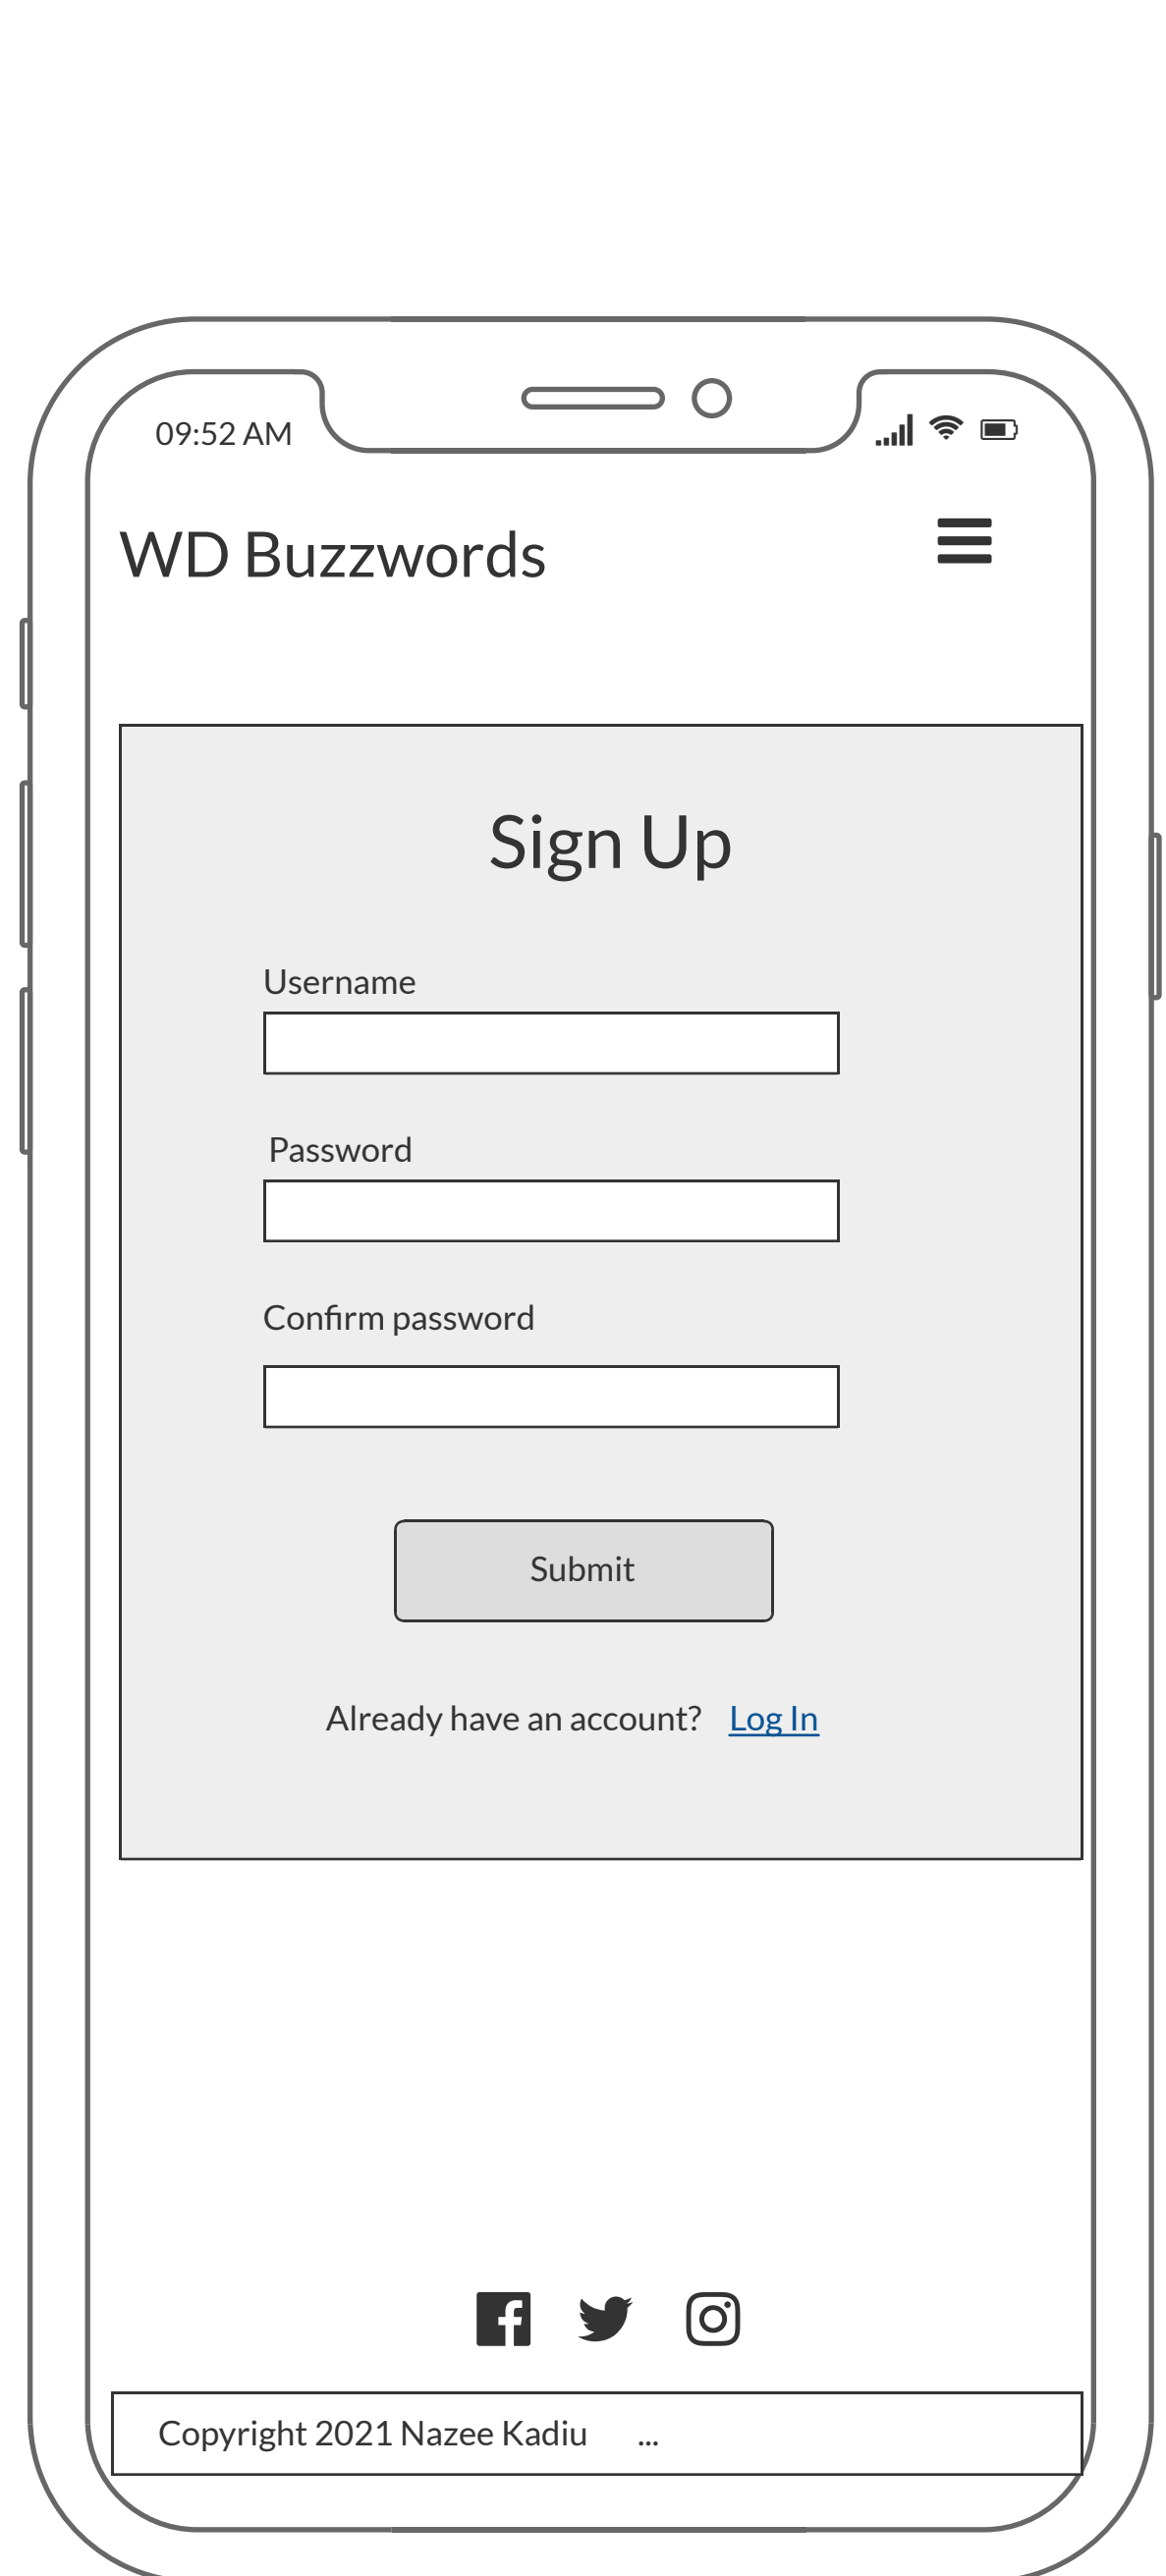 09:52 AM
WD Buzzwords
Sign Up
Username
Password
Confirm password
Submit
Already have an account? Log In
Copyright 2021 Nazee Kadiu ...